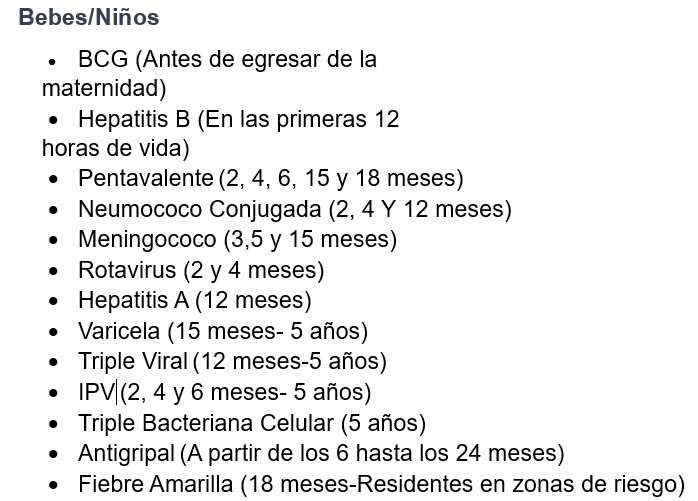 Bebes/Niños
• BCG (Antes de egresar de la
maternidad)
• Hepatitis B (En las primeras 12
horas de vida)
• Pentavalente (2, 4, 6, 15 y 18 meses)
• Neumococo Conjugada (2, 4 Y 12 meses)
• Meningococo (3,5 y 15 meses)
• Rotavirus (2 y 4 meses)
• Hepatitis A (12 meses)
• Varicela (15 meses- 5 años)
• Triple Viral (12 meses-5 años)
• IPV (2, 4 y 6 meses- 5 años)
• Triple Bacteriana Celular (5 años)
• Antigripal (A partir de los 6 hasta los 24 meses)
• Fiebre Amarilla (18 meses-Residentes en zonas de riesgo)